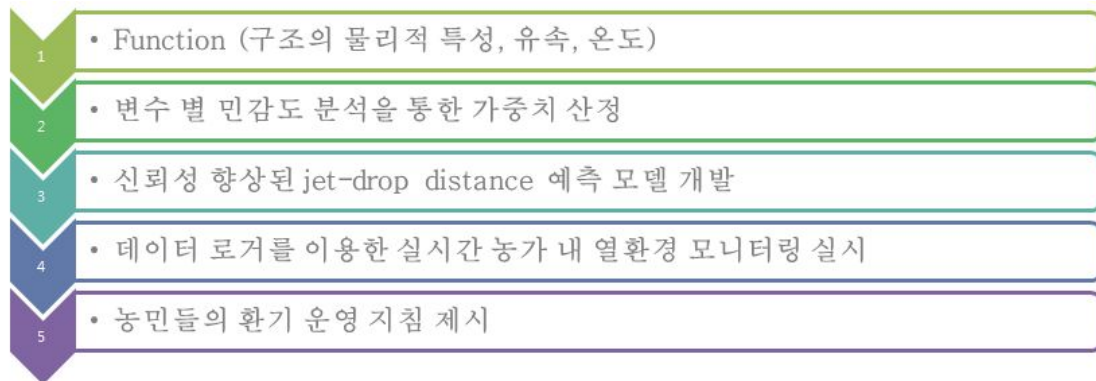 1 • Function (구조의 물리적 특성, 유속, 온도)
2 • 변수 별 민감도 분석을 통한 가중치 산정
3 • 신뢰성 향상된 jet-drop distance 예측 모델 개발
4 • 데이터 로거를 이용한 실시간 농가 내 열환경 모니터링 실시
5 • 농민들의 환기 운영 지침 제시